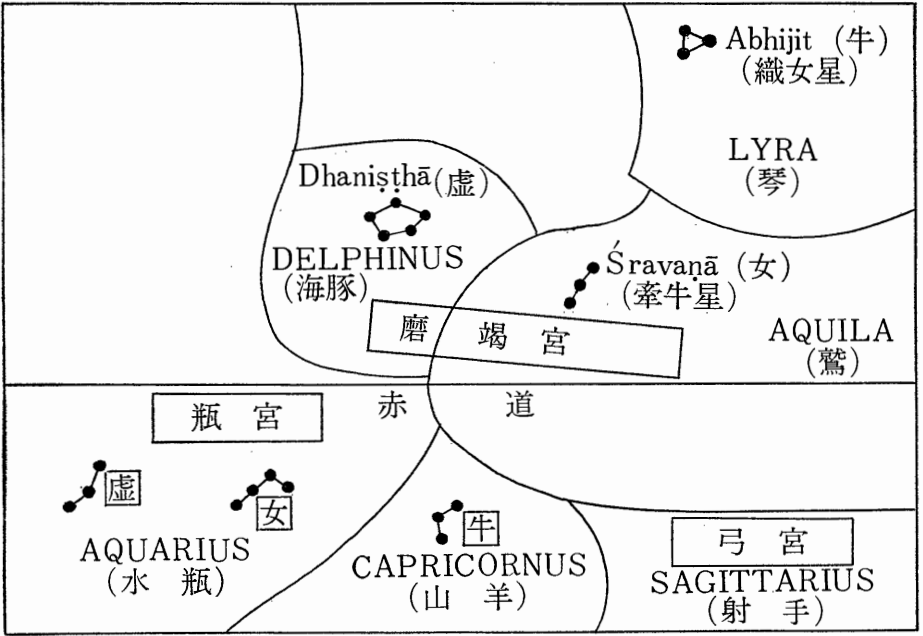 Abhijit (牛)
(織女星)
LYRA
(琴)
Dhaniṣṭhā(虚)
DELPHINUS
(海豚)
Śravaṇā (女)
(牽牛星)
AQUILA
(鷲)
磨 竭 宮
赤 道
瓶 宮
虚
女
AQUARIUS
(水 瓶)
牛
CAPRICORNUS
(山 羊)
弓 宮
SAGITTARIUS
(射 手)